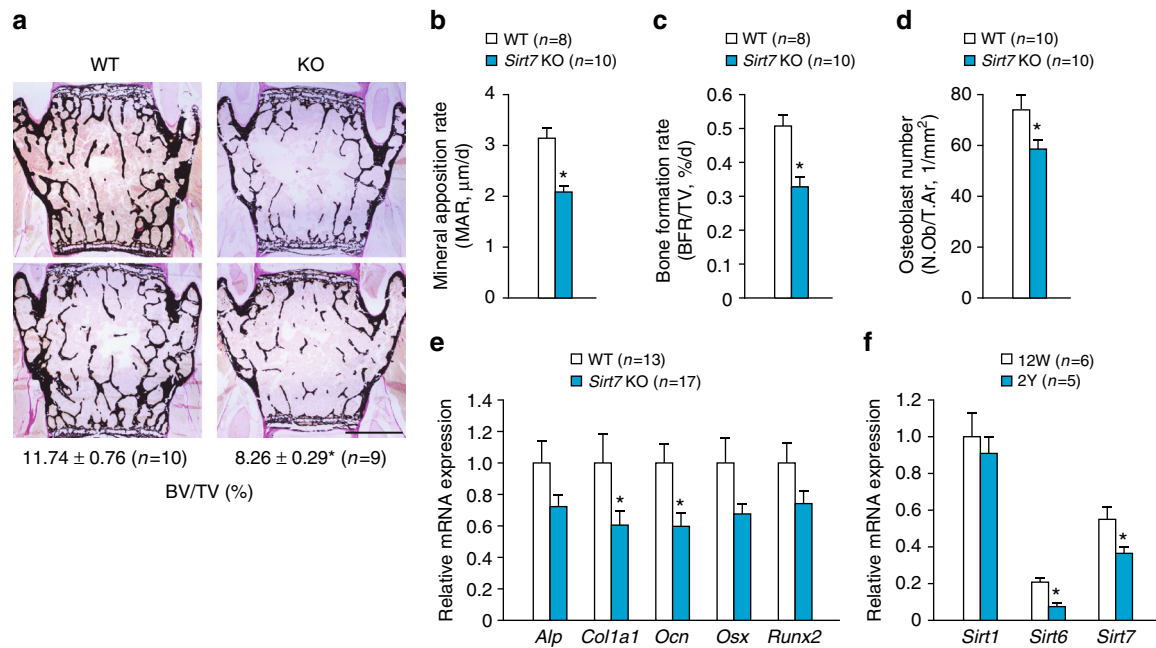 a
WT
KO
11.74 ± 0.76 (n=10)
8.26 ± 0.29* (n=9)
BV/TV (%)
b
WT (n=8)
Sirt7 KO (n=10)
Mineral apposition rate
(MAR, μm/d)
4
3
2
1
0
*
c
WT (n=8)
Sirt7 KO (n=10)
Bone formation rate
(BFR/TV, %/d)
0.6
0.5
0.4
0.3
0.2
0.1
0
*
d
WT (n=10)
Sirt7 KO (n=10)
Osteoblast number
(N.Ob/T.Ar, 1/mm²)
80
60
40
20
0
*
e
WT (n=13)
Sirt7 KO (n=17)
Relative mRNA expression
1.4
1.2
1.0
0.8
0.6
0.4
0.2
0
* *
Alp Col1a1 Ocn Osx Runx2
f
12W (n=6)
2Y (n=5)
Relative mRNA expression
1.2
1.0
0.8
0.6
0.4
0.2
0
* *
Sirt1 Sirt6 Sirt7